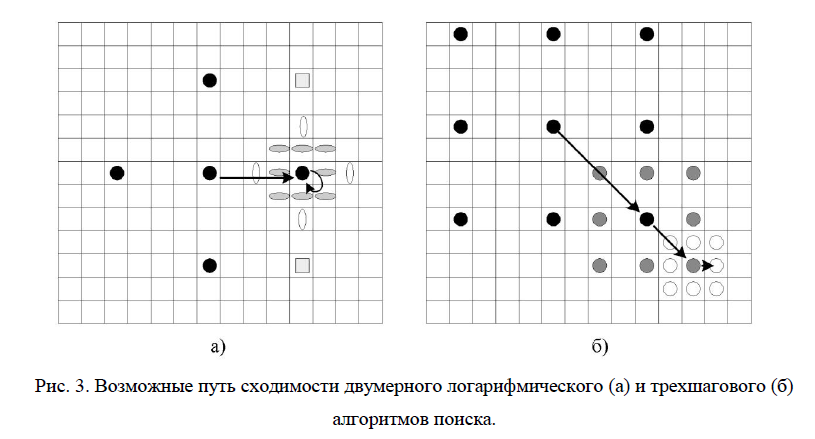 а)
б)
Рис. 3. Возможные путь сходимости двумерного логарифмического (а) и трехшагового (б)
алгоритмов поиска.